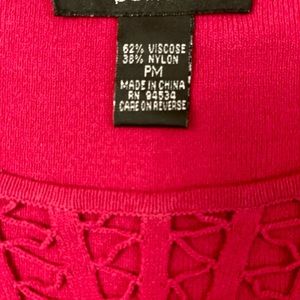 62% VISCOSE
38% NYLON
PM
MADE IN CHINA
RN 94534
CARE ON REVERSE